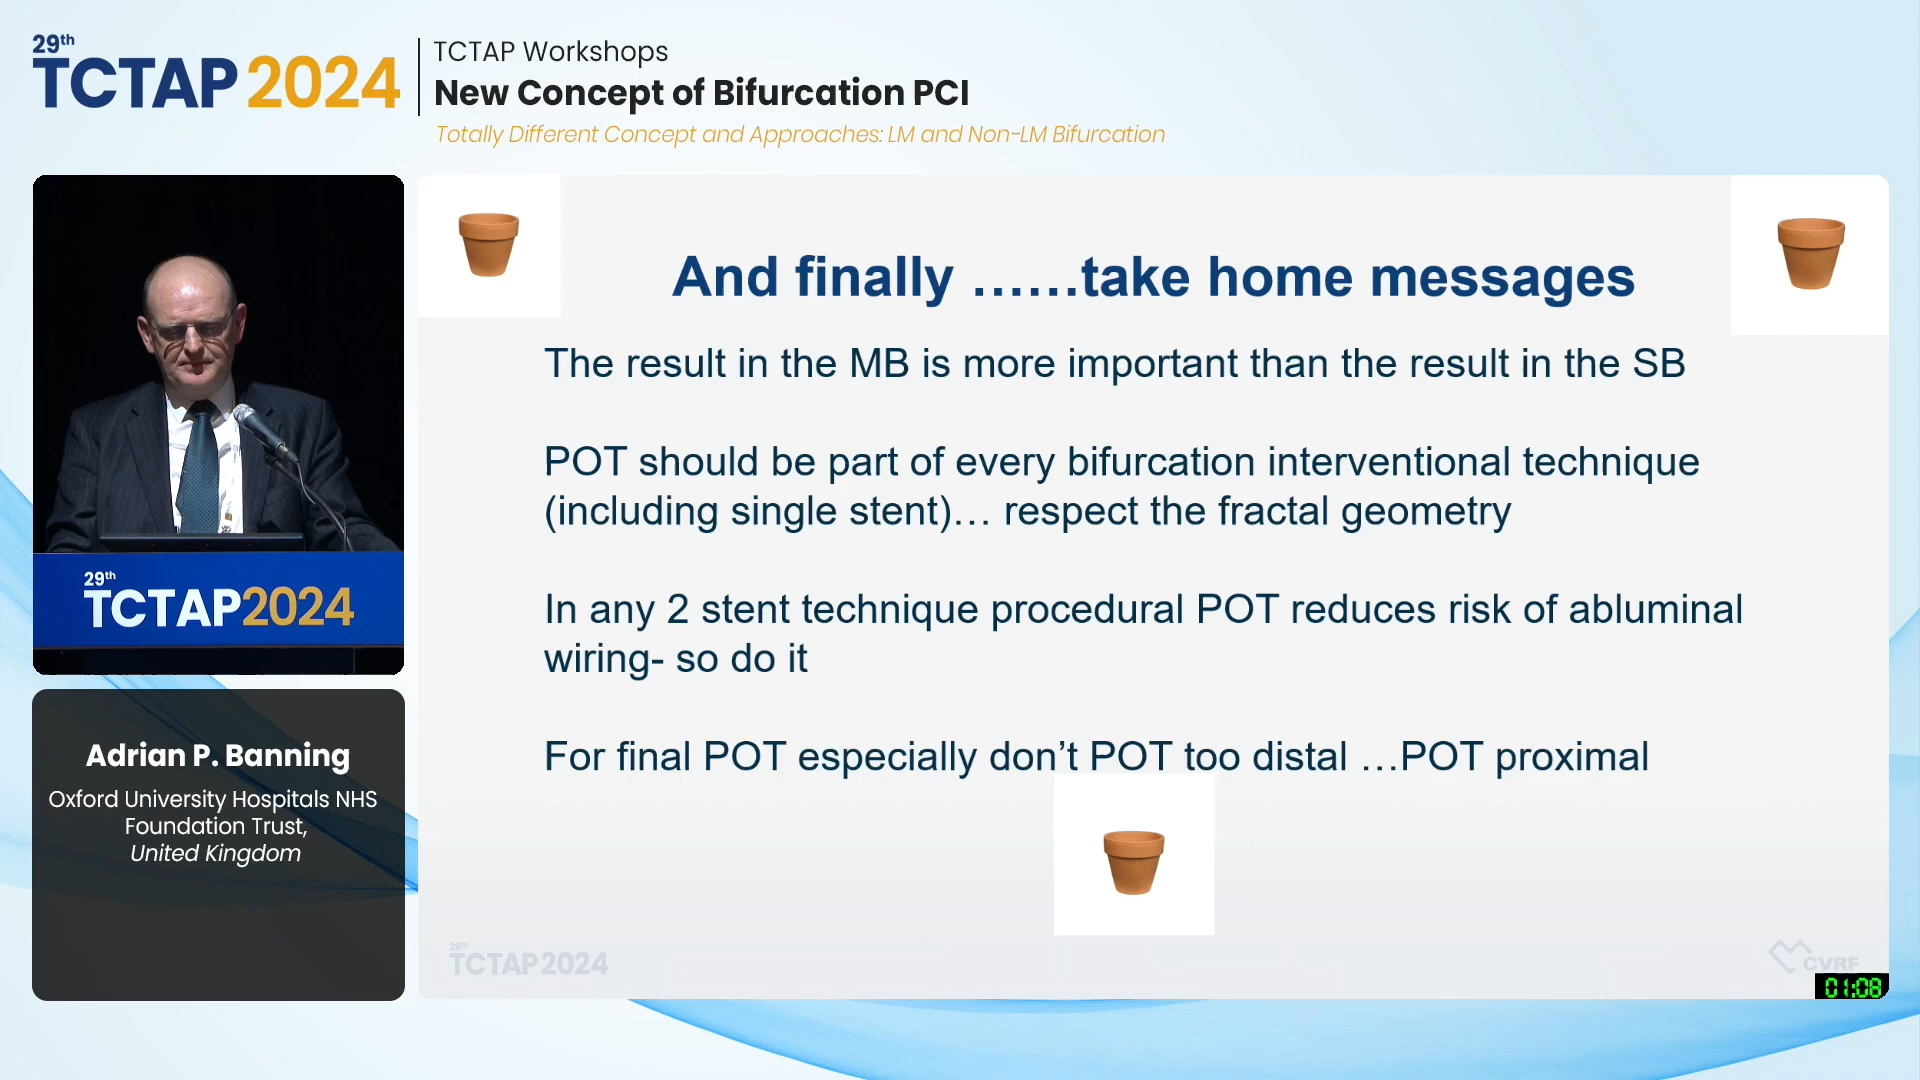 29th
TCTAP 2024
TCTAP Workshops
New Concept of Bifurcation PCI
Totally Different Concept and Approaches: LM and Non-LM Bifurcation
29th
TCTAP2024
Adrian P. Banning
Oxford University Hospitals NHS
Foundation Trust,
United Kingdom
And finally ……take home messages
The result in the MB is more important than the result in the SB
POT should be part of every bifurcation interventional technique
(including single stent)… respect the fractal geometry
In any 2 stent technique procedural POT reduces risk of abluminal
wiring- so do it
For final POT especially don’t POT too distal …POT proximal
29th
TCTAP2024
CVRF
01:08